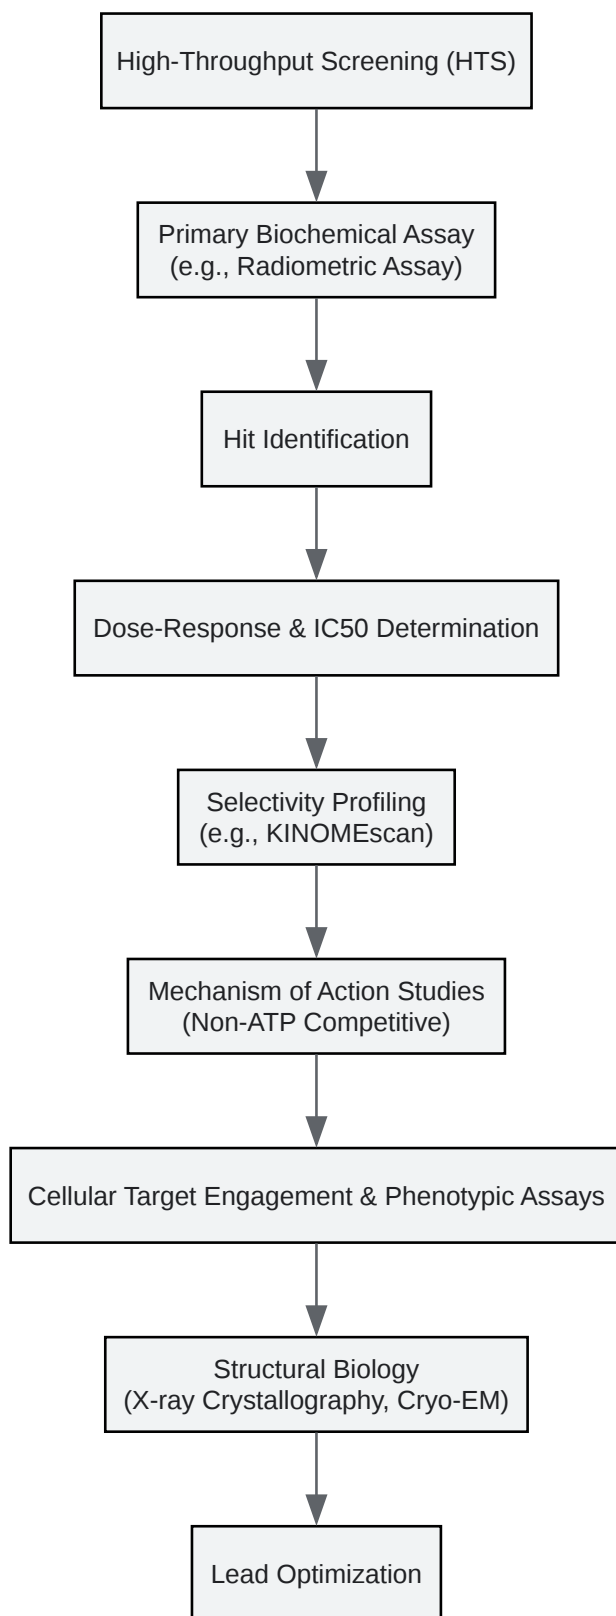 High-Throughput Screening (HTS)
Primary Biochemical Assay
(e.g., Radiometric Assay)
Hit Identification
Dose-Response & IC50 Determination
Selectivity Profiling
(e.g., KINOMEscan)
Mechanism of Action Studies
(Non-ATP Competitive)
Cellular Target Engagement & Phenotypic Assays
Structural Biology
(X-ray Crystallography, Cryo-EM)
Lead Optimization